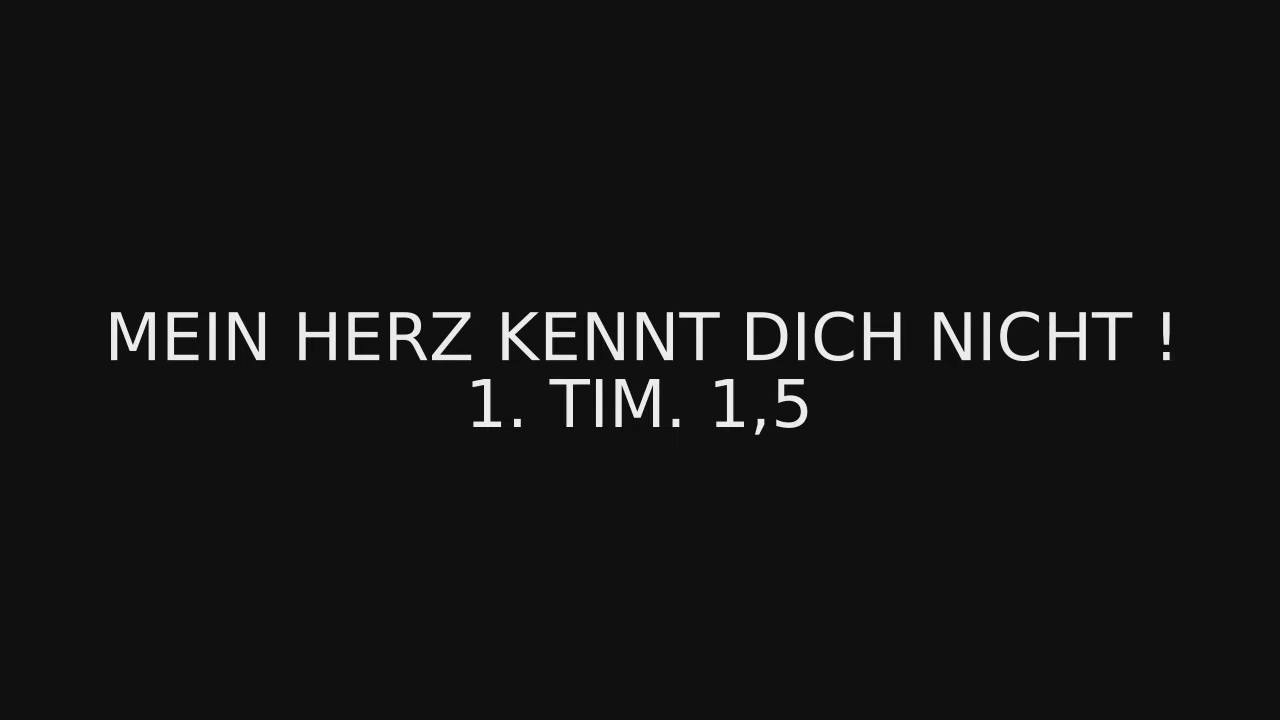 MEIN HERZ KENNT DICH NICHT !
1. TIM. 1,5